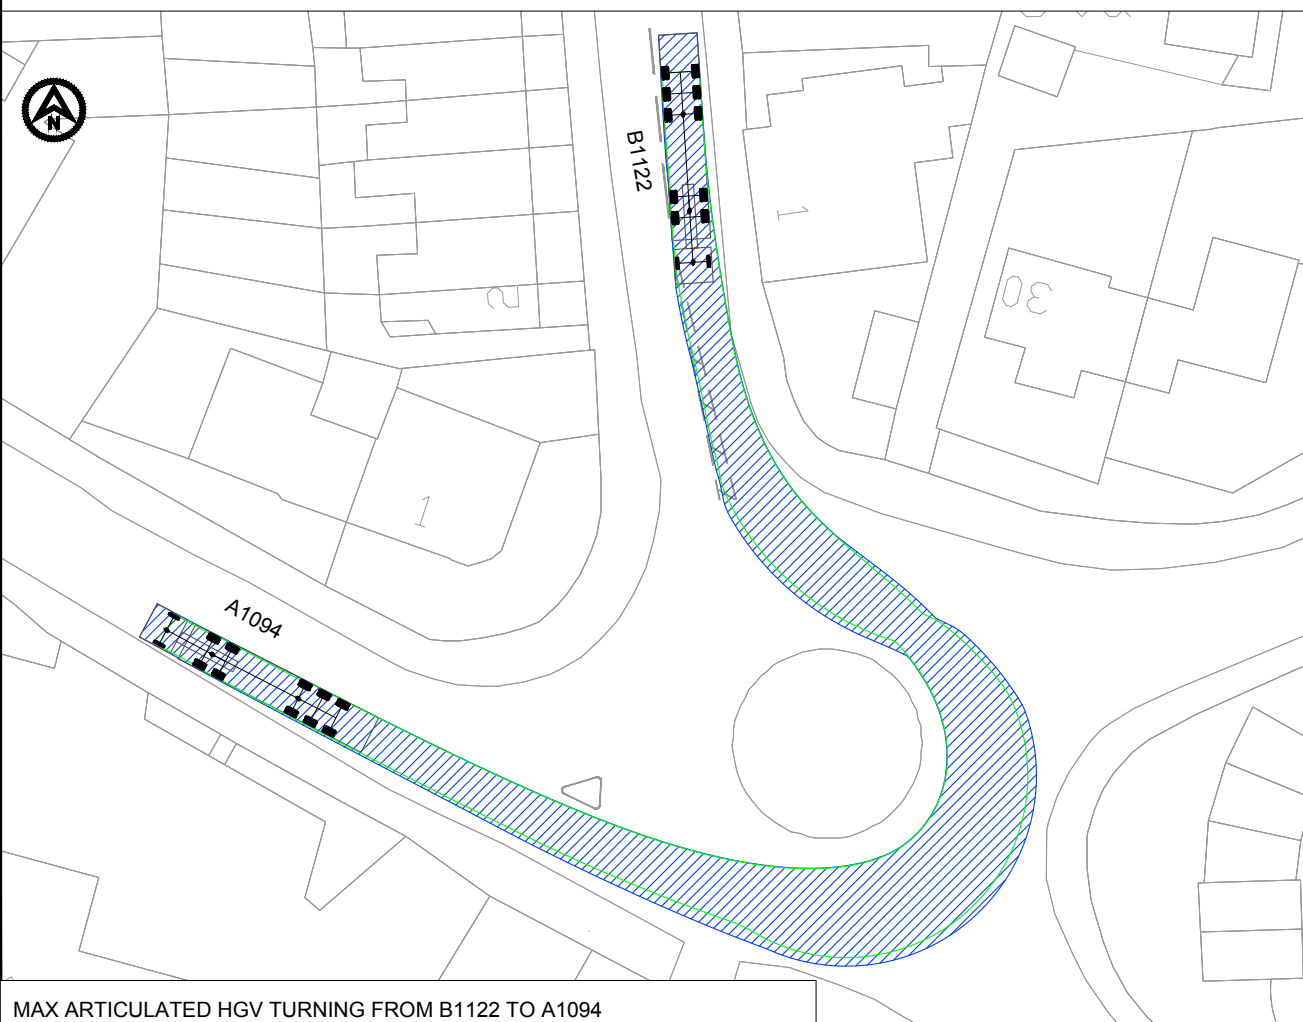 N
B1122
1
2
30
1
A1094
MAX ARTICULATED HGV TURNING FROM B1122 TO A1094